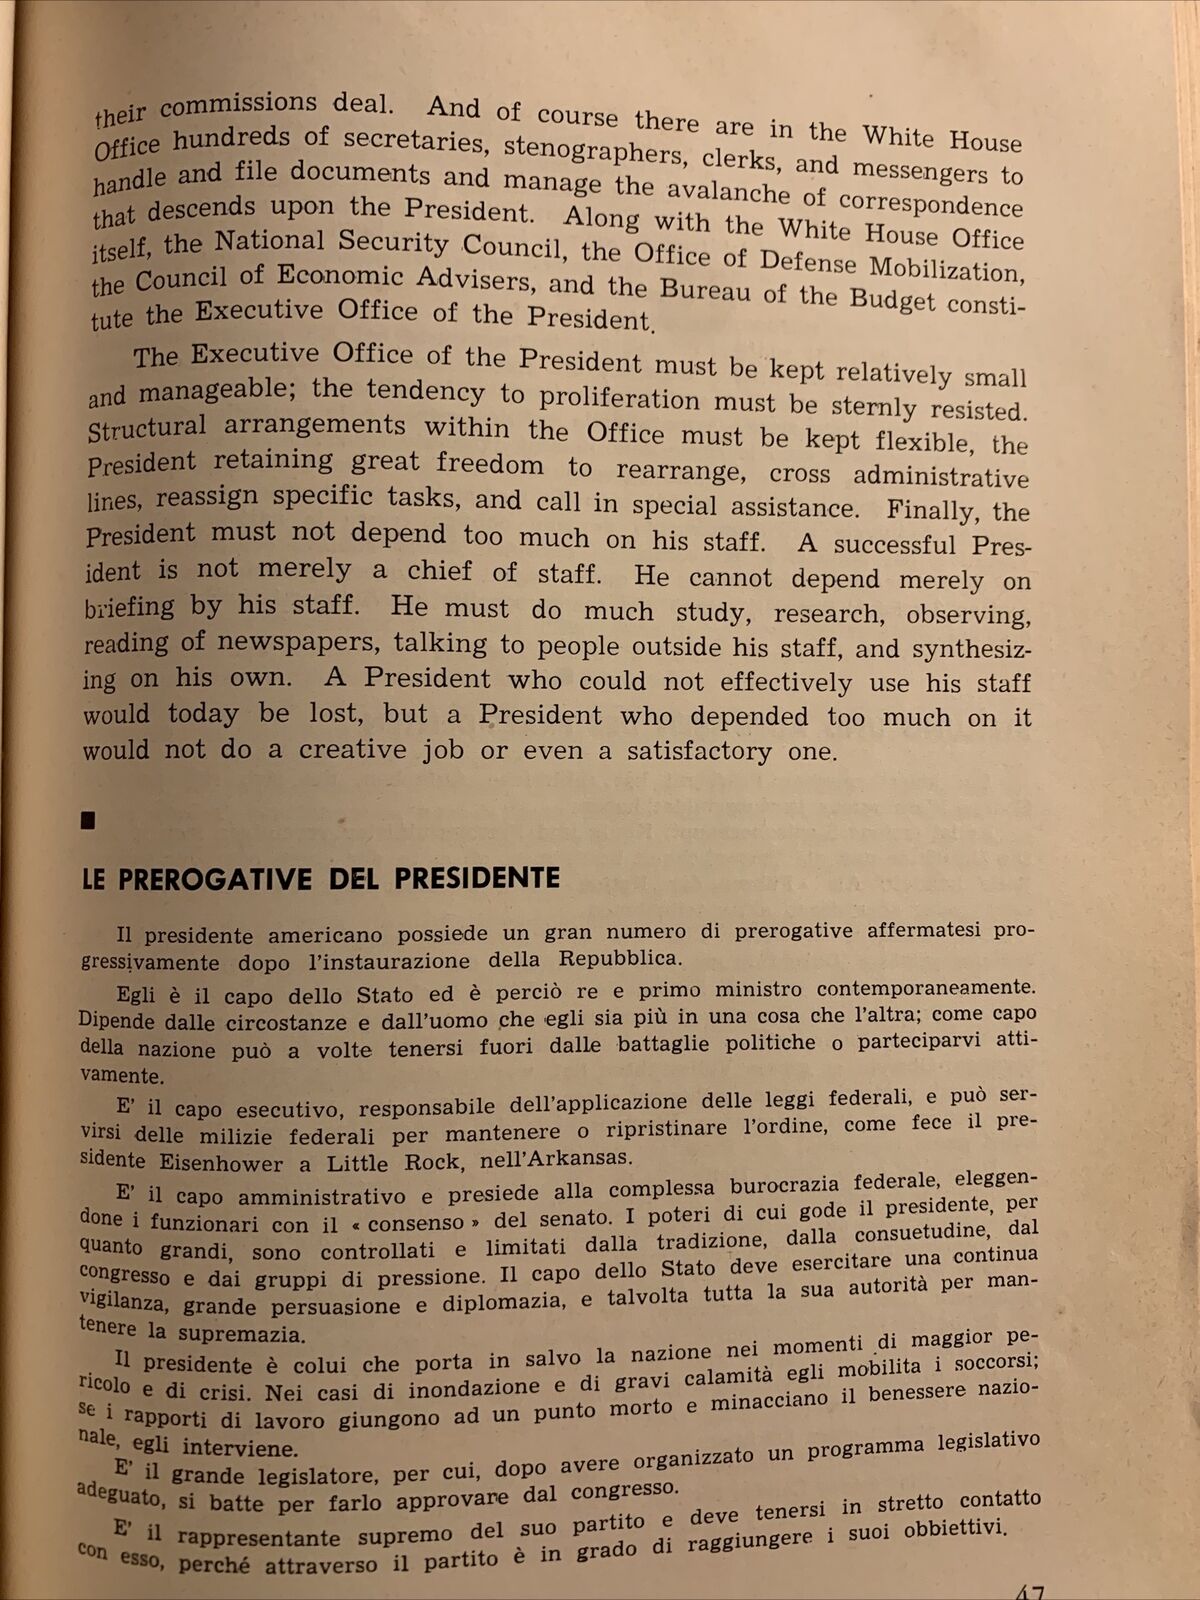 their commissions deal. And of course there are in the White House
Office hundreds of secretaries, stenographers, clerks, and messengers to
handle and file documents and manage the avalanche of correspondence
that descends upon the President. Along with the White House Office
itself, the National Security Council, the Office of Defense Mobilization,
the Council of Economic Advisers, and the Bureau of the Budget consti-
tute the Executive Office of the President.
The Executive Office of the President must be kept relatively small
and manageable; the tendency to proliferation must be sternly resisted.
Structural arrangements within the Office must be kept flexible, the
President retaining great freedom to rearrange, cross administrative
lines, reassign specific tasks, and call in special assistance. Finally, the
President must not depend too much on his staff. A successful Pres-
ident is not merely a chief of staff. He cannot depend merely on
briefing by his staff. He must do much study, research, observing,
reading of newspapers, talking to people outside his staff, and synthesiz-
ing on his own. A President who could not effectively use his staff
would today be lost, but a President who depended too much on it
would not do a creative job or even a satisfactory one.
LE PREROGATIVE DEL PRESIDENTE
Il presidente americano possiede un gran numero di prerogative affermatesi pro-
gressivamente dopo l'instaurazione della Repubblica.
Egli è il capo dello Stato ed è perciò re e primo ministro contemporaneamente.
Dipende dalle circostanze e dall'uomo che egli sia più in una cosa che l'altra; come capo
della nazione può a volte tenersi fuori dalle battaglie politiche o parteciparvi atti-
vamente.
E' il capo esecutivo, responsabile dell'applicazione delle leggi federali, e può ser-
virsi delle milizie federali per mantenere o ripristinare l'ordine, come fece il pre-
sidente Eisenhower a Little Rock, nell'Arkansas.
E' il capo amministrativo e presiede alla complessa burocrazia federale, eleggen-
done i funzionari con il « consenso » del senato. I poteri di cui gode il presidente, per
quanto grandi, sono controllati e limitati dalla tradizione, dalla consuetudine, dal
congresso e dai gruppi di pressione. Il capo dello Stato deve esercitare una continua
vigilanza, grande persuasione e diplomazia, e talvolta tutta la sua autorità per man-
tenere la supremazia.
Il presidente è colui che porta in salvo la nazione nei momenti di maggior pe-
ricolo e di crisi. Nei casi di inondazione e di gravi calamità egli mobilita i soccorsi;
se i rapporti di lavoro giungono ad un punto morto e minacciano il benessere nazio-
nale, egli interviene.
E' il grande legislatore, per cui, dopo avere organizzato un programma legislativo
adeguato, si batte per farlo approvare dal congresso.
E' il rappresentante supremo del suo partito e deve tenersi in stretto contatto
con esso, perché attraverso il partito è in grado di raggiungere i suoi obbiettivi.
47